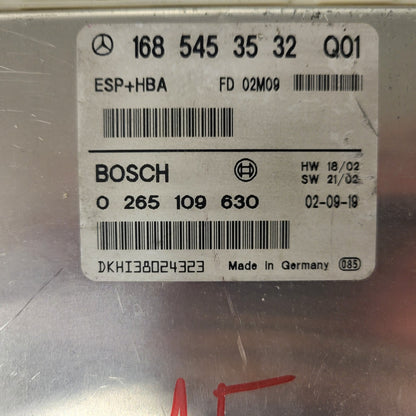 168 545 35 32 Q01
ESP+HBA FD 02M09
BOSCH HW 18/02
SW 21/02
0 265 109 630 02-09-19
DKHI38024323 Made in Germany 085